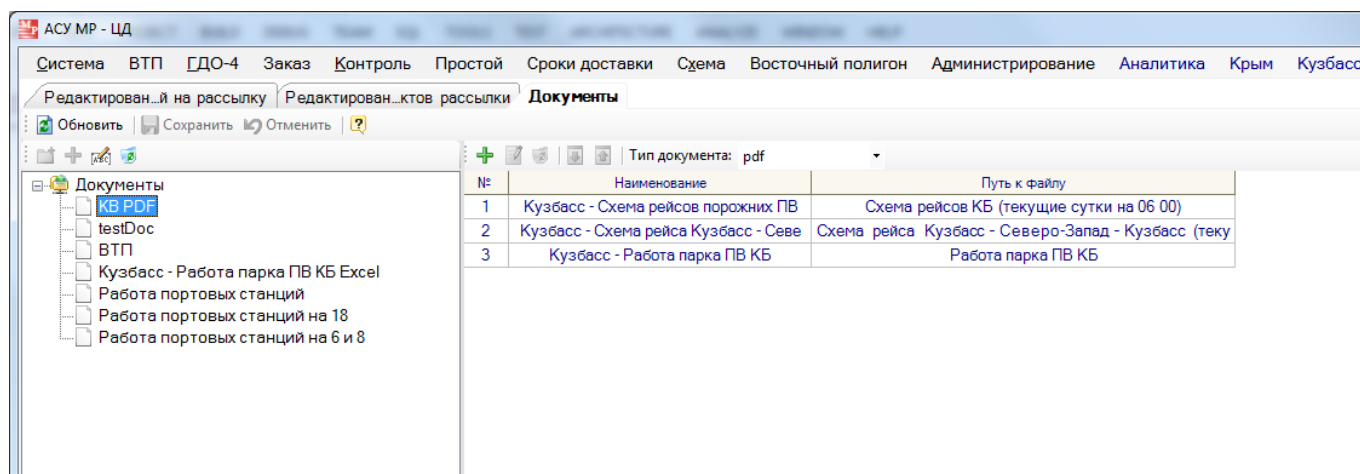 АСУ МР - ЦД
Система ВТП ГДО-4 Заказ Контроль Простой Сроки доставки Схема Восточный полигон Администрирование Аналитика Крым Кузбасс
Редактирован...й на рассылку Редактирован...ктов рассылки Документы
Обновить Сохранить Отменить
Тип документа: pdf
Документы
КВ PDF
testDoc
ВТП
Кузбасс - Работа парка ПВ КБ Excel
Работа портовых станций
Работа портовых станций на 18
Работа портовых станций на 6 и 8
№ Наименование Путь к файлу
1 Кузбасс - Схема рейсов порожних ПВ Схема рейсов КБ (текущие сутки на 06 00)
2 Кузбасс - Схема рейса Кузбасс - Севе Схема рейса Кузбасс - Северо-Запад - Кузбасс (теку
3 Кузбасс - Работа парка ПВ КБ Работа парка ПВ КБ